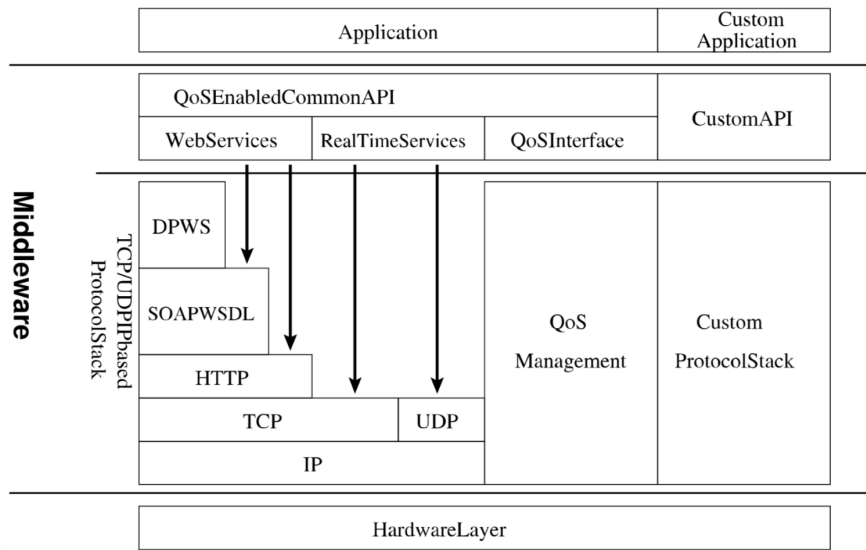 Application
Custom
Application
QoSEnabledCommonAPI
CustomAPI
WebServices
RealTimeServices
QoSInterface
Middleware
TCP/UDPIPbased
ProtocolStack
DPWS
SOAPWSDL
HTTP
TCP
UDP
IP
QoS
Management
Custom
ProtocolStack
HardwareLayer